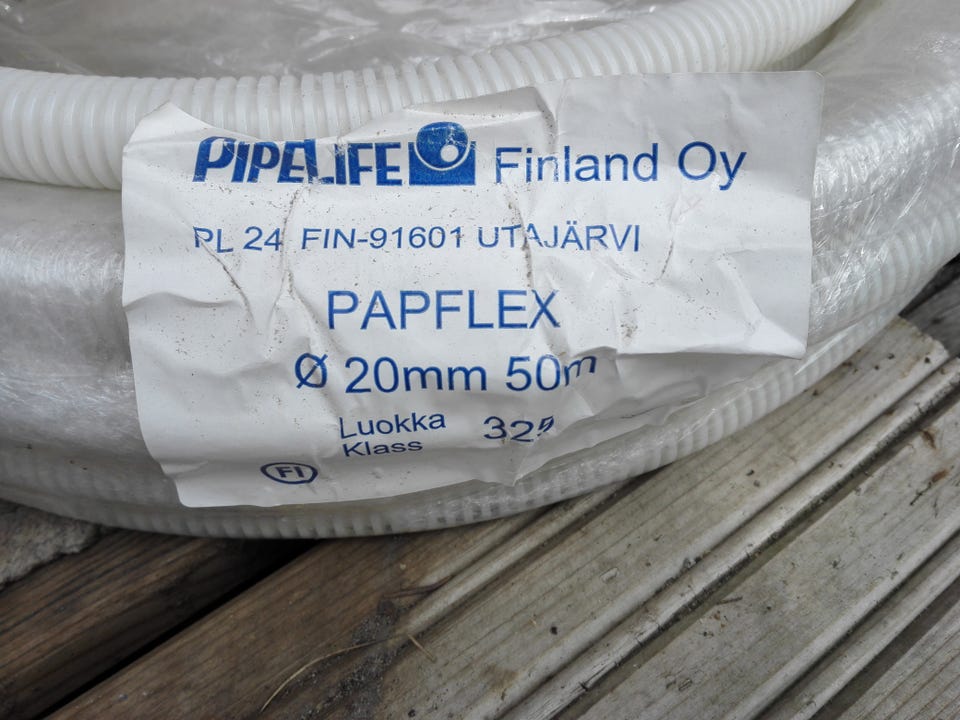 PIPELIFE Finland Oy
PL 24 FIN-91601 UTAJÄRVI
PAPFLEX
Ø 20mm 50m
Luokka
Klass
FI